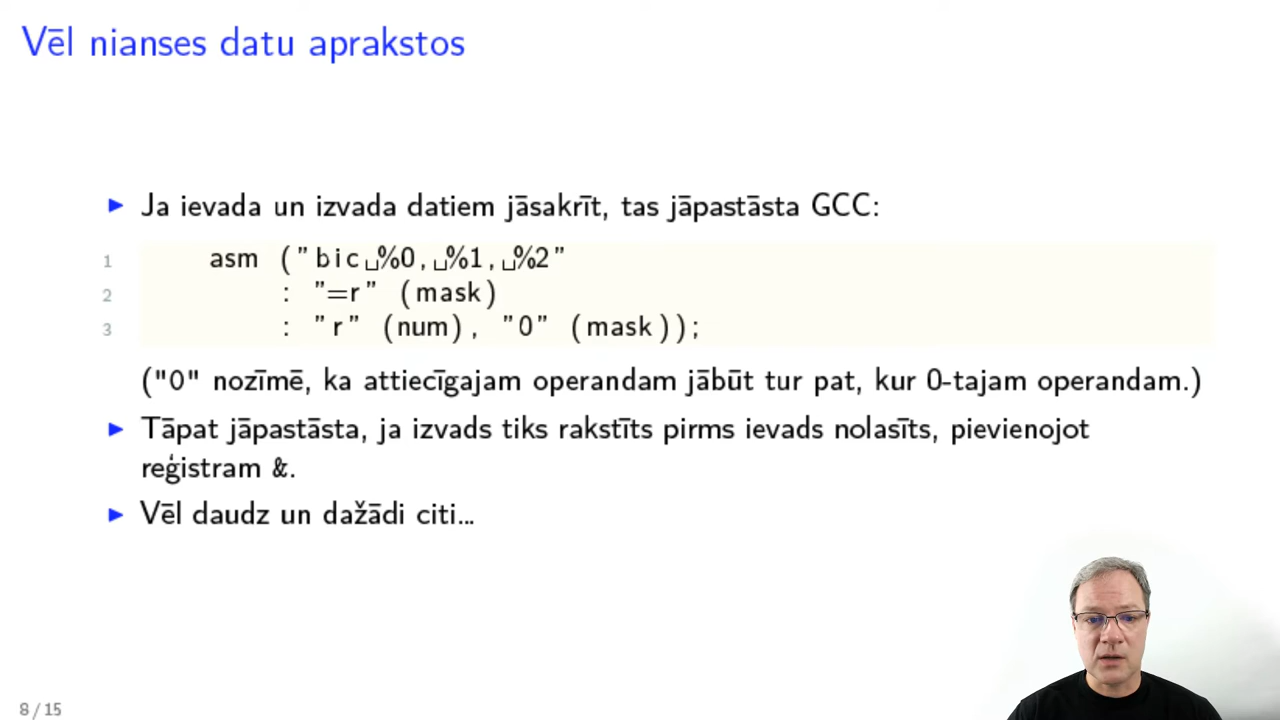 Vēl nianses datu aprakstos
▶ Ja ievada un izvada datiem jāsakrīt, tas jāpastāsta GCC:
1 asm ("bic␣%0,␣%1,␣%2"
2 : "=r" (mask)
3 : "r" (num), "0" (mask));
("0" nozīmē, ka attiecīgajam operandam jābūt tur pat, kur 0-tajam operandam.)
▶ Tāpat jāpastāsta, ja izvads tiks rakstīts pirms ievads nolasīts, pievienojot
reģistram &.
▶ Vēl daudz un dažādi citi...
8 / 15